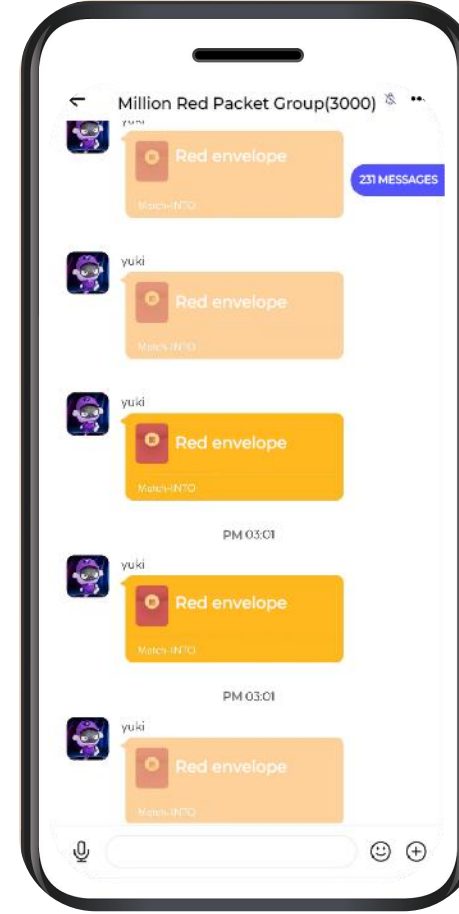 Million Red Packet Group(3000)
yuki
Red envelope
231 MESSAGES
Match-INTO
yuki
Red envelope
Match-INTO
yuki
Red envelope
Match-INTO
PM 03:01
yuki
Red envelope
Match-INTO
PM 03:01
yuki
Red envelope
Match-INTO